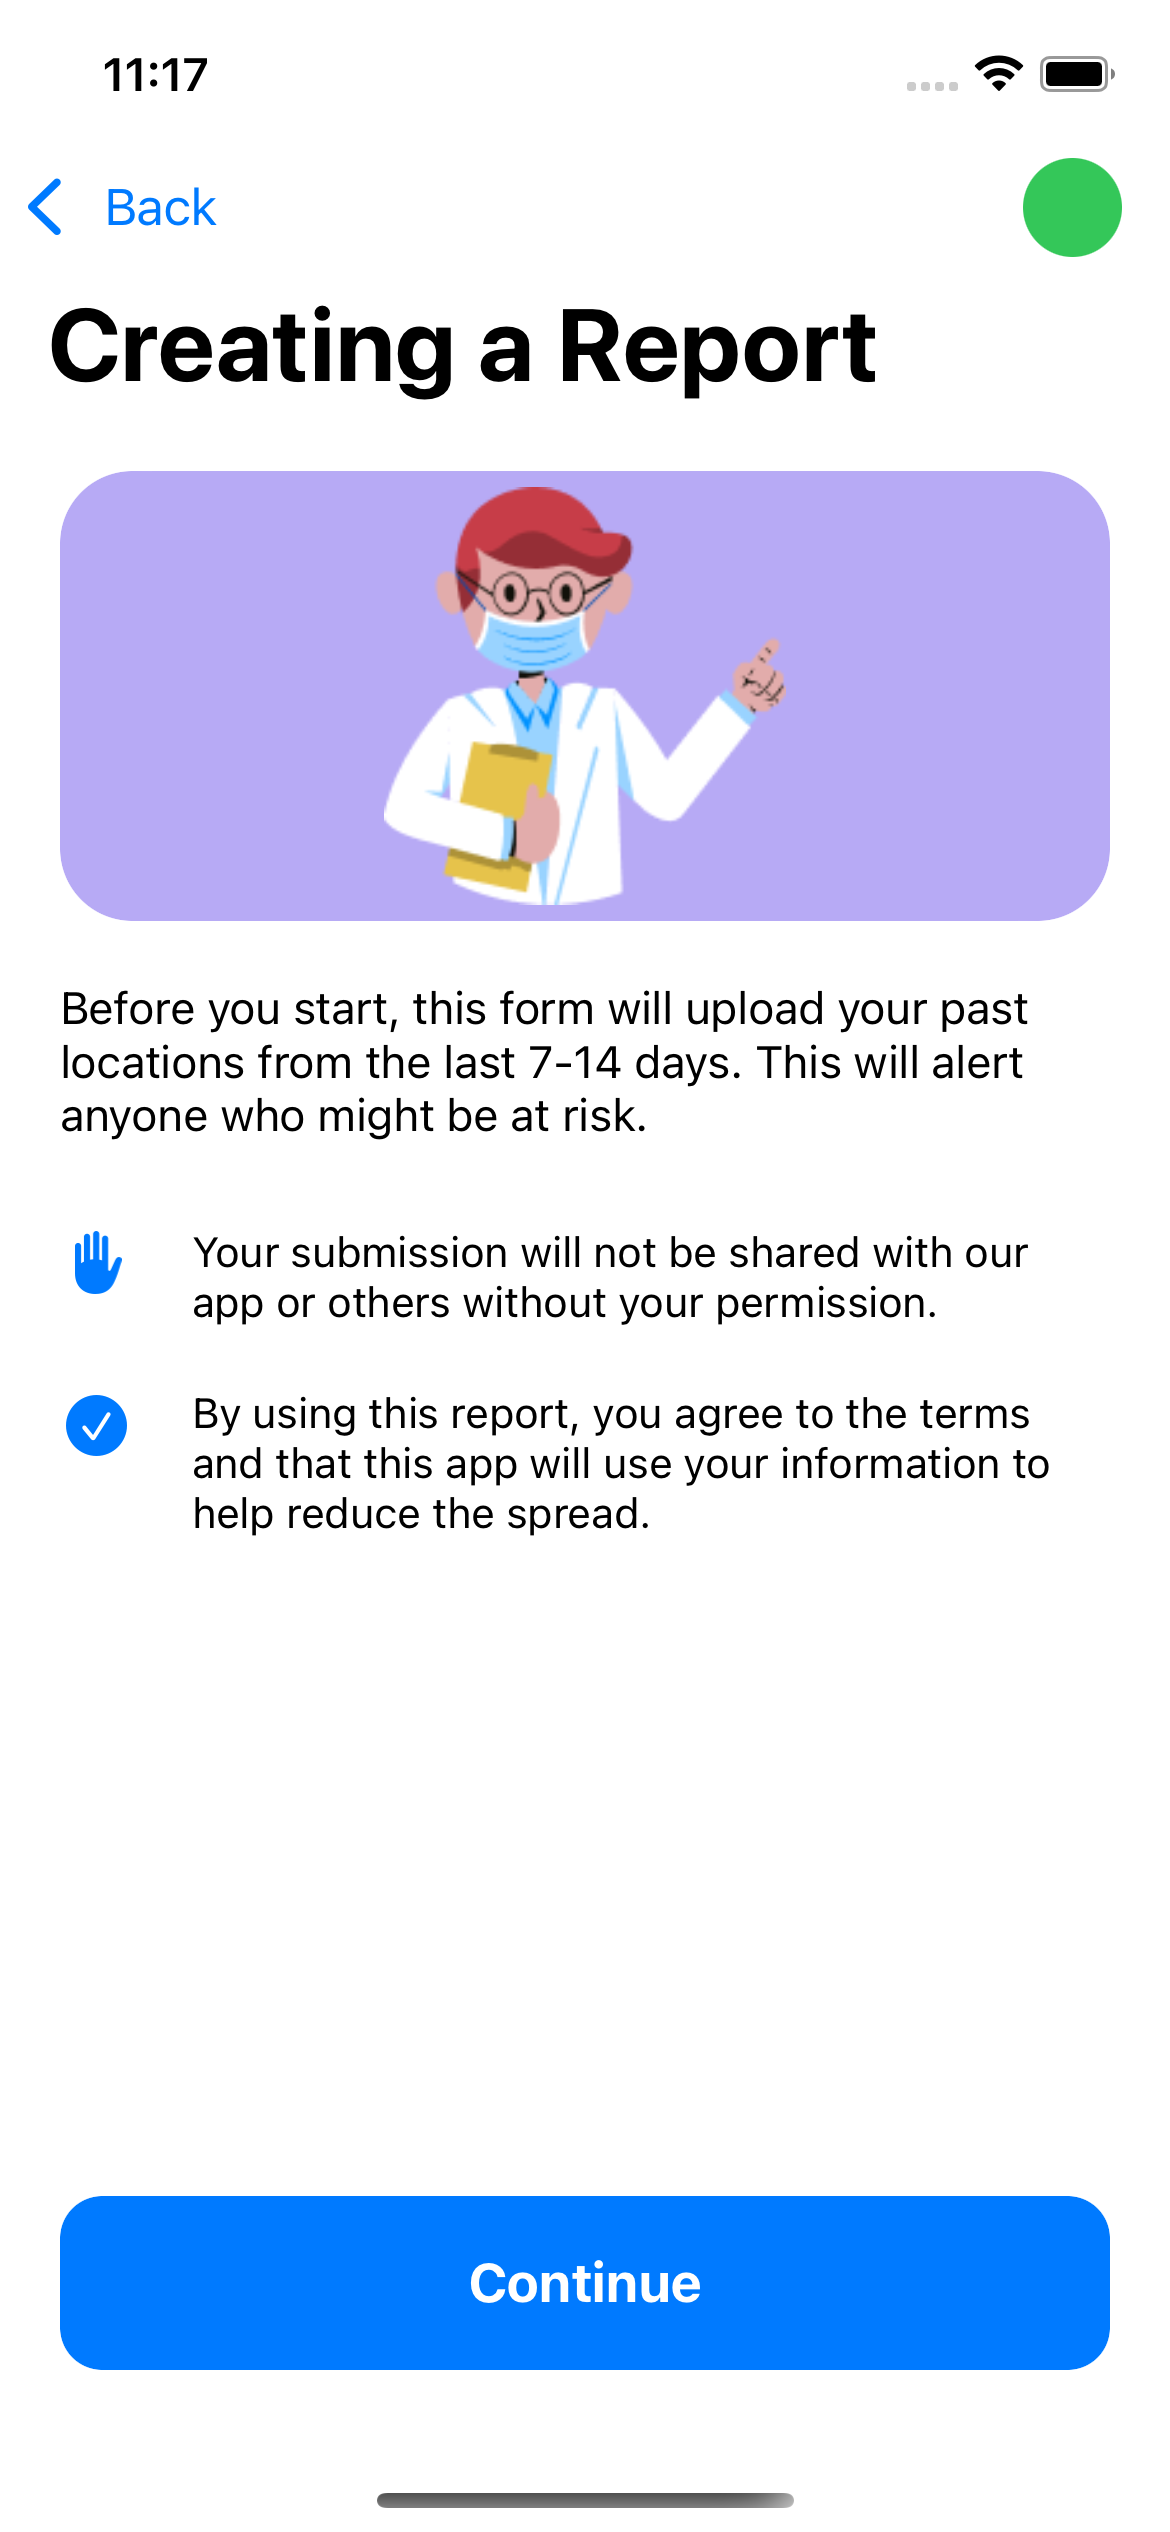 11:17
Back
Creating a Report
Before you start, this form will upload your past
locations from the last 7-14 days. This will alert
anyone who might be at risk.
Your submission will not be shared with our
app or others without your permission.
By using this report, you agree to the terms
and that this app will use your information to
help reduce the spread.
Continue